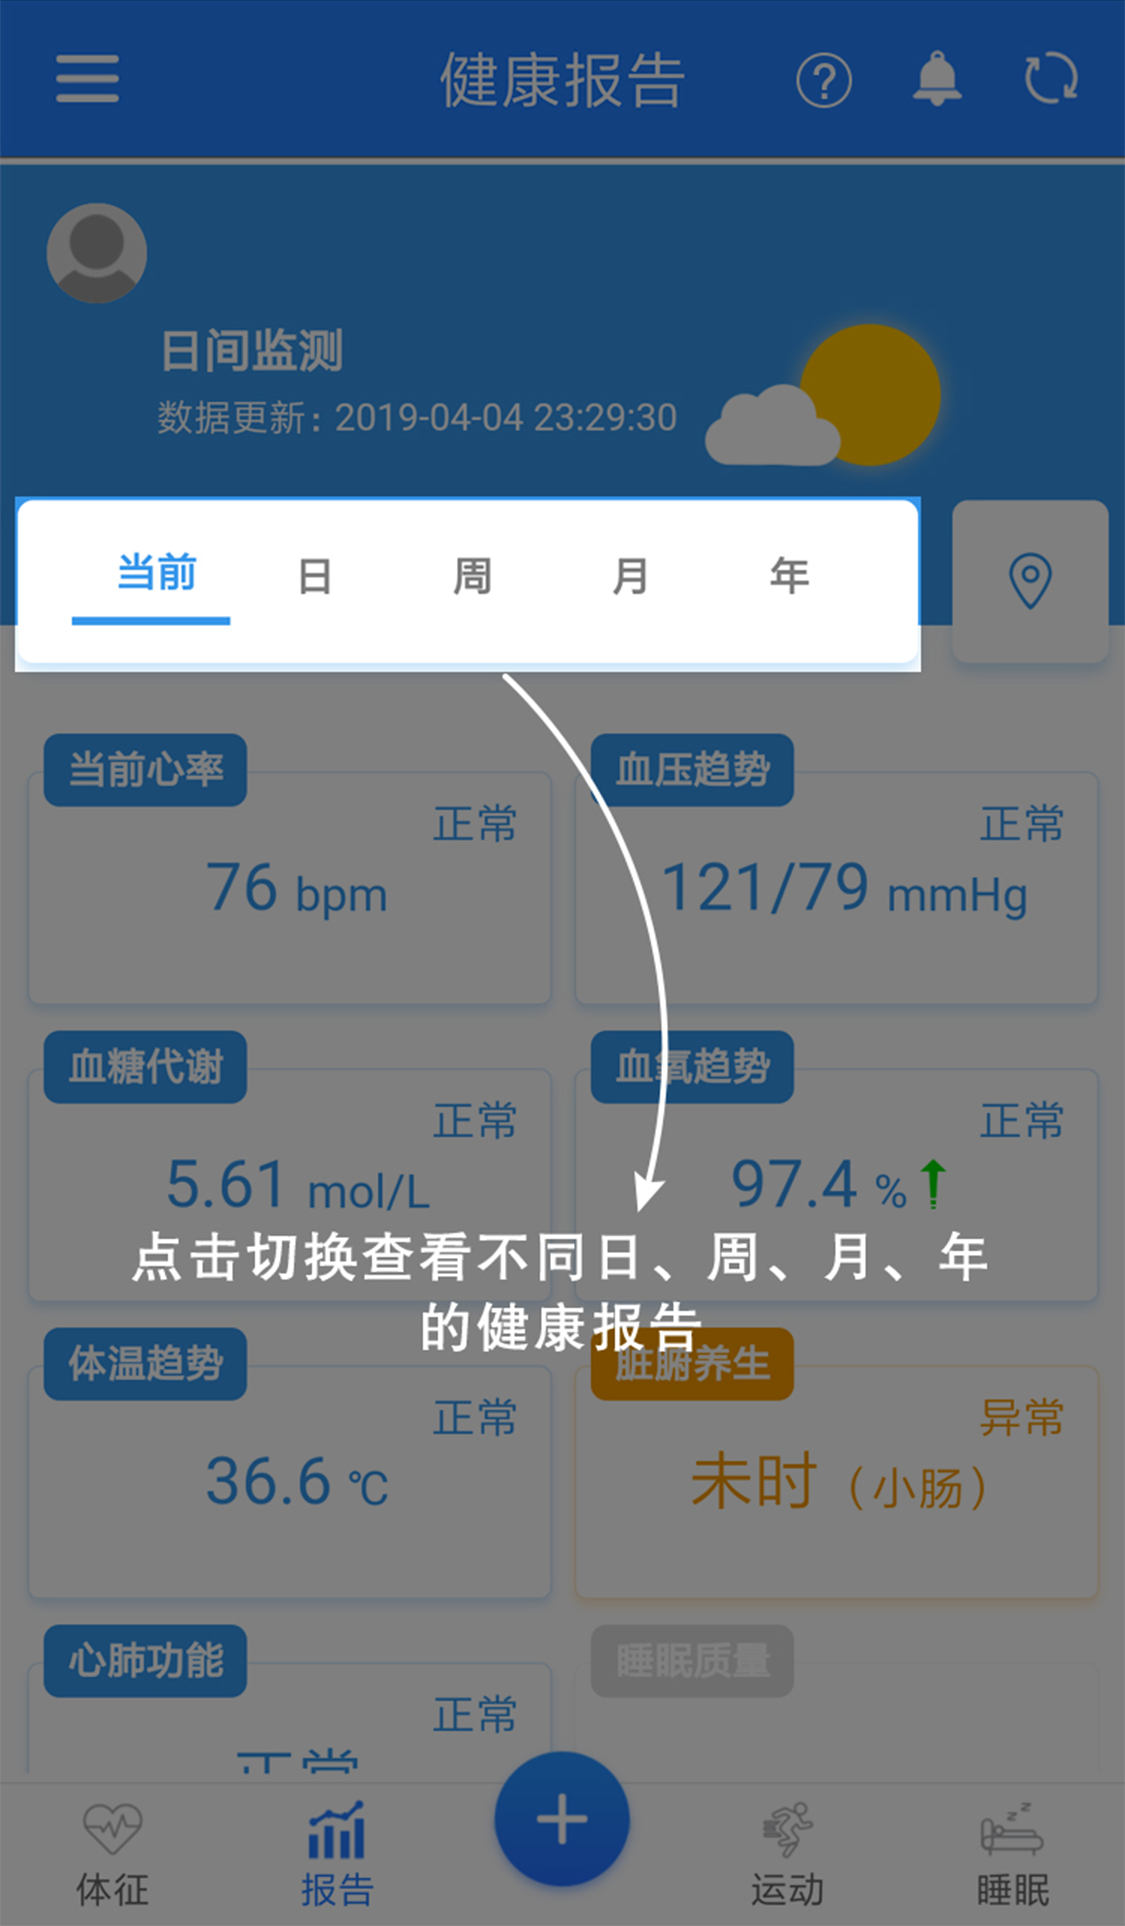 健康报告
日间监测
数据更新：2019-04-04 23:29:30
当前 日 周 月 年
当前心率
正常
76 bpm
血压趋势
正常
121/79 mmHg
血糖代谢
正常
5.61 mol/L
血氧趋势
正常
97.4 %
点击切换查看不同日、周、月、年
的健康报告
体温趋势
正常
36.6 ℃
脏腑养生
异常
未时（小肠）
心肺功能
正常
正常
睡眠质量
体征 报告 运动 睡眠